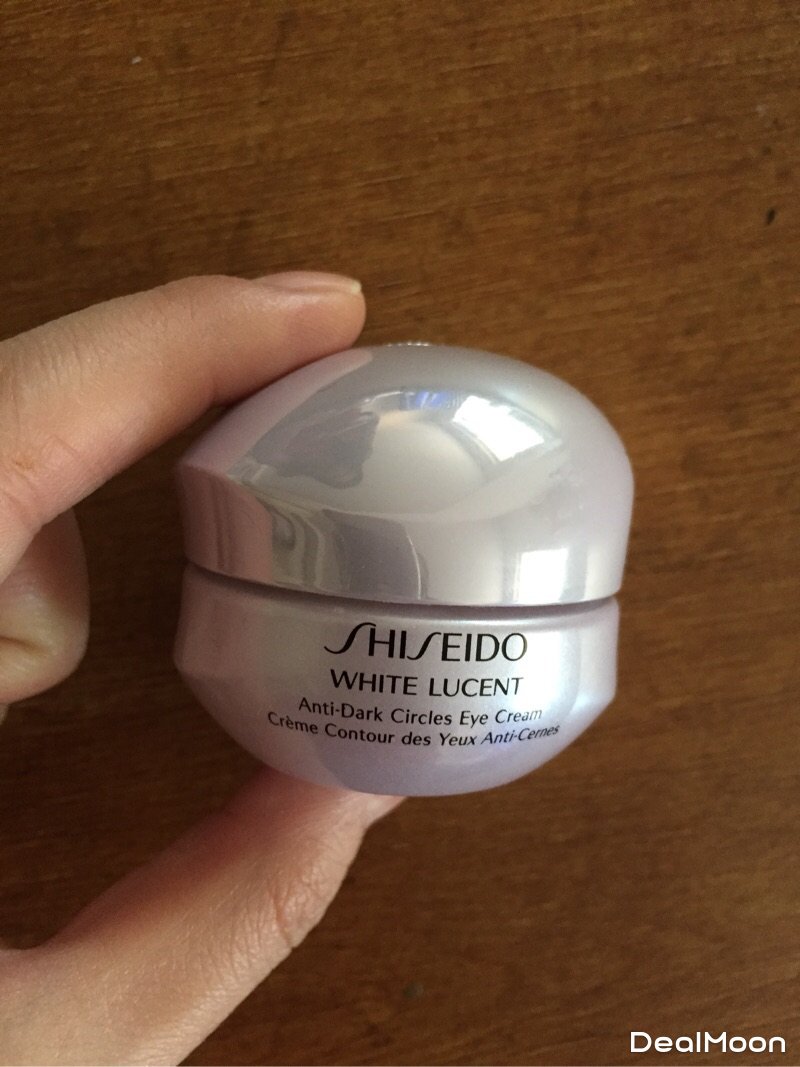 SHISEIDO
WHITE LUCENT
Anti-Dark Circles Eye Cream
Crème Contour des Yeux Anti-Cernes
DealMoon